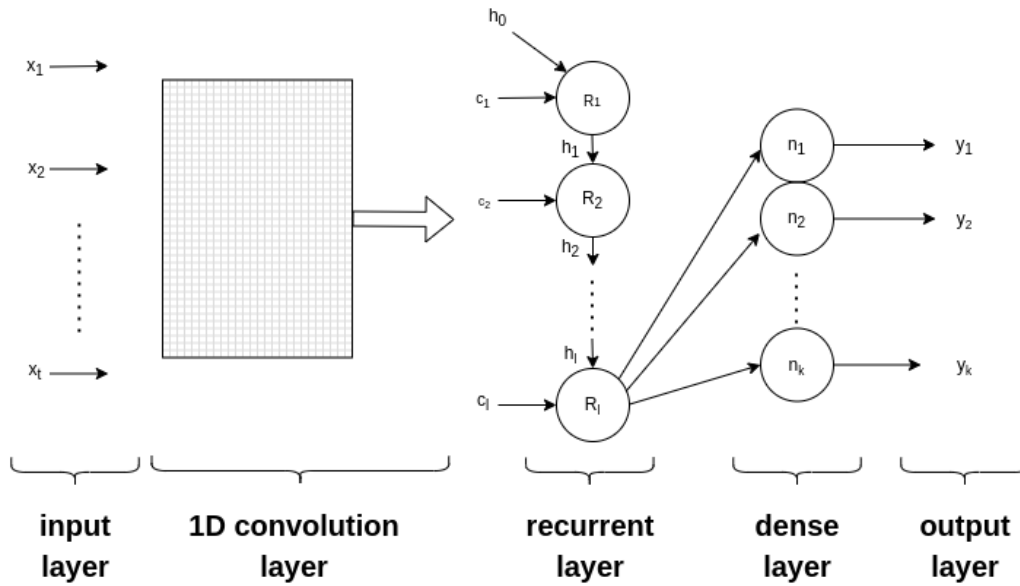 h₀
x₁
c₁
R₁
h₁
n₁
y₁
x₂
c₂
R₂
n₂
y₂
h₂
hₗ
xₜ
cₗ
Rₗ
nₖ
yₖ
input
layer
1D convolution
layer
recurrent
layer
dense
layer
output
layer